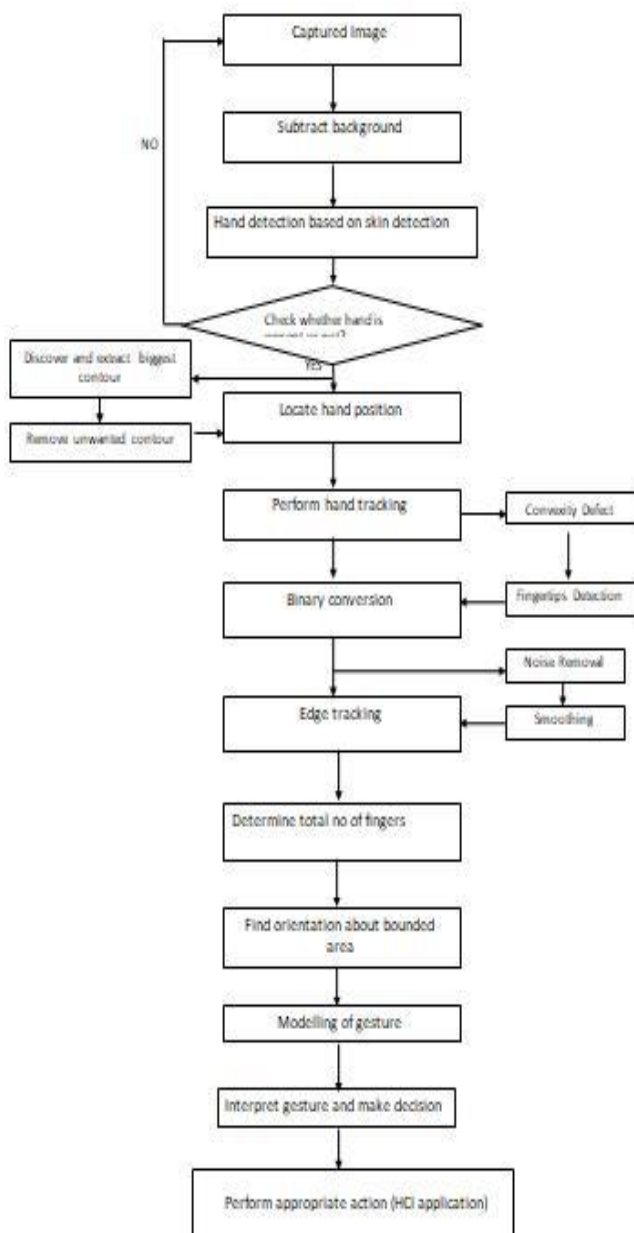 Captured Image
Subtract background
NO
Hand detection based on skin detection
Check whether hand is
Yes
Discover and extract biggest
contour
Remove unwanted contour
Locate hand position
Perform hand tracking
Convexity Defect
Fingertips Detection
Binary conversion
Noise Removal
Smoothing
Edge tracking
Determine total no of fingers
Find orientation about bounded
area
Modelling of gesture
Interpret gesture and make decision
Perform appropriate action (HCI application)